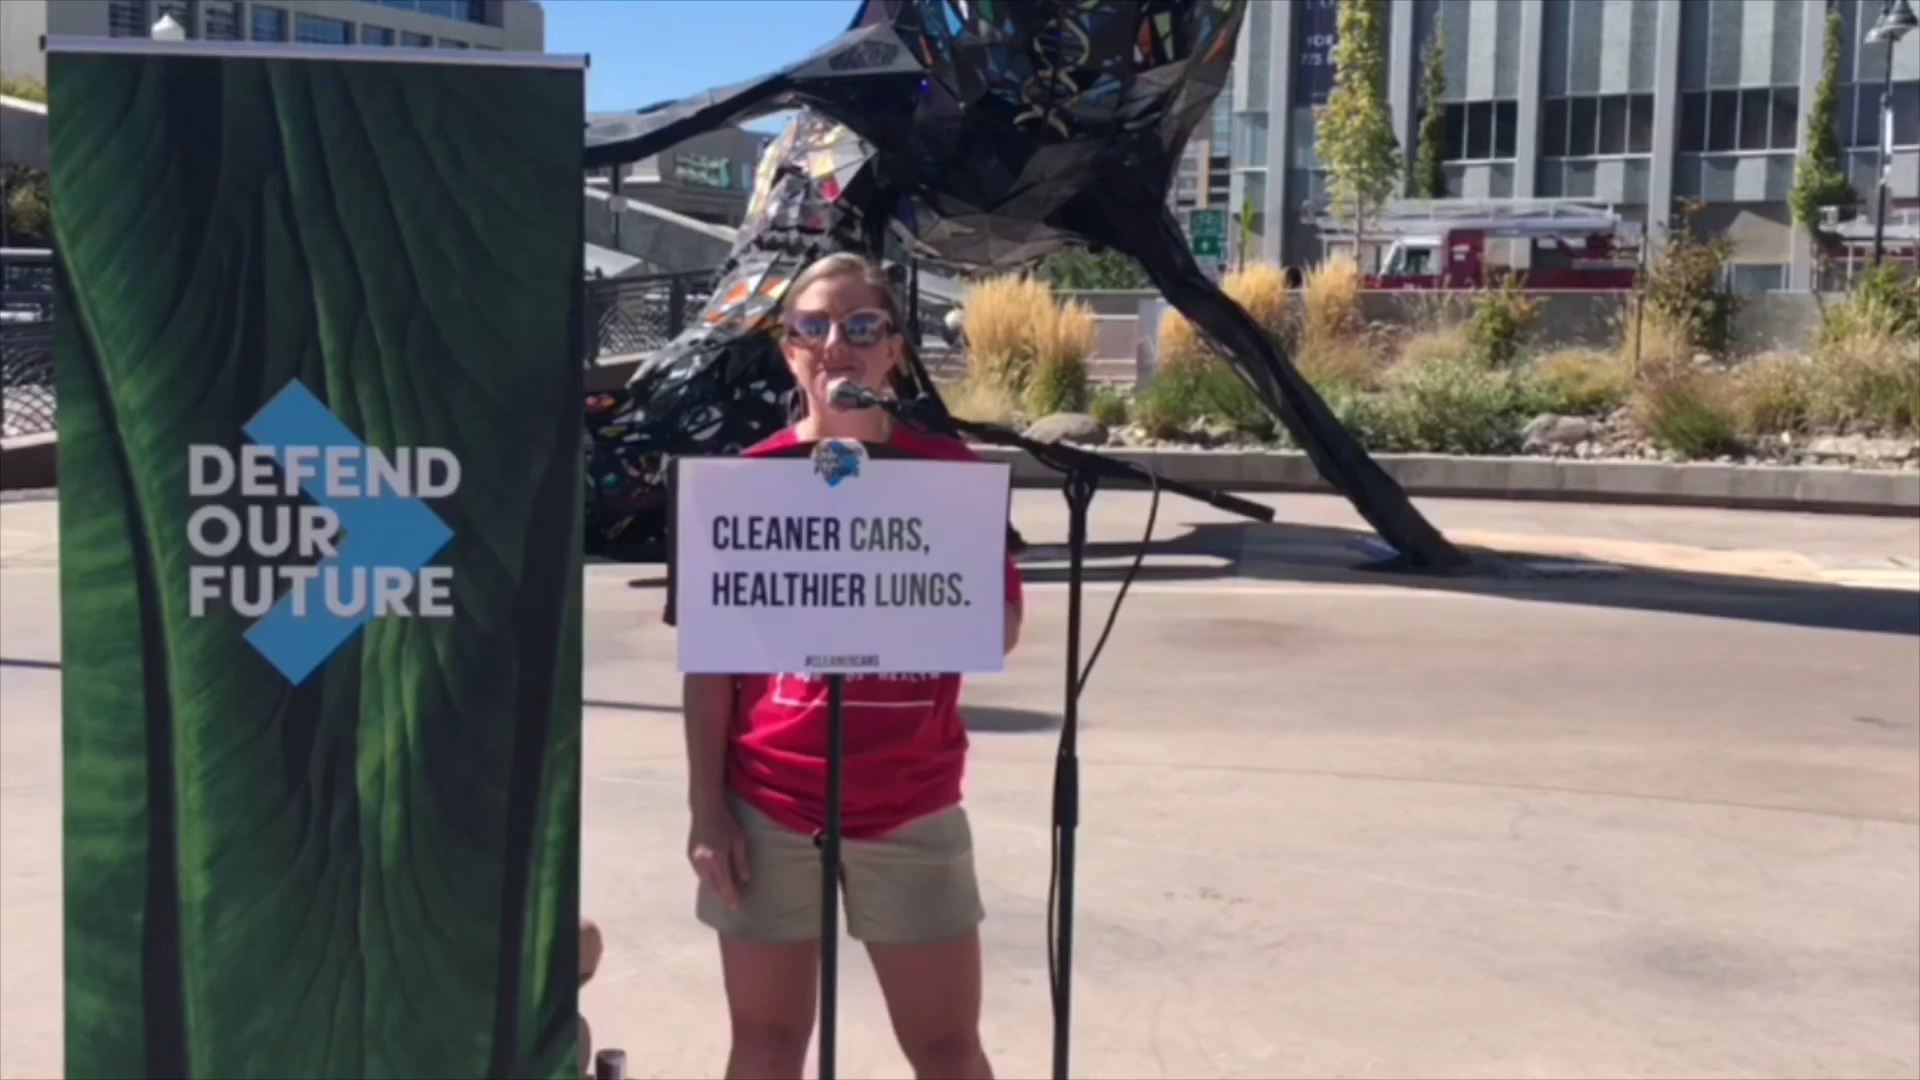 DEFEND
OUR
FUTURE
CLEANER CARS,
HEALTHIER LUNGS.
#CLEANERCARS